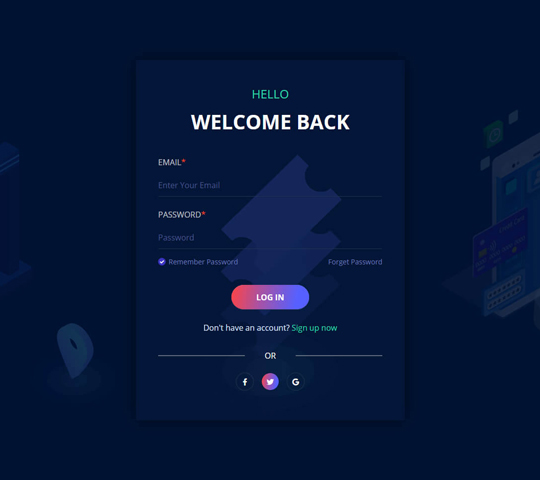 HELLO
WELCOME BACK
EMAIL*
Enter Your Email
PASSWORD*
Password
Remember Password
Forget Password
LOG IN
Don't have an account? Sign up now
OR